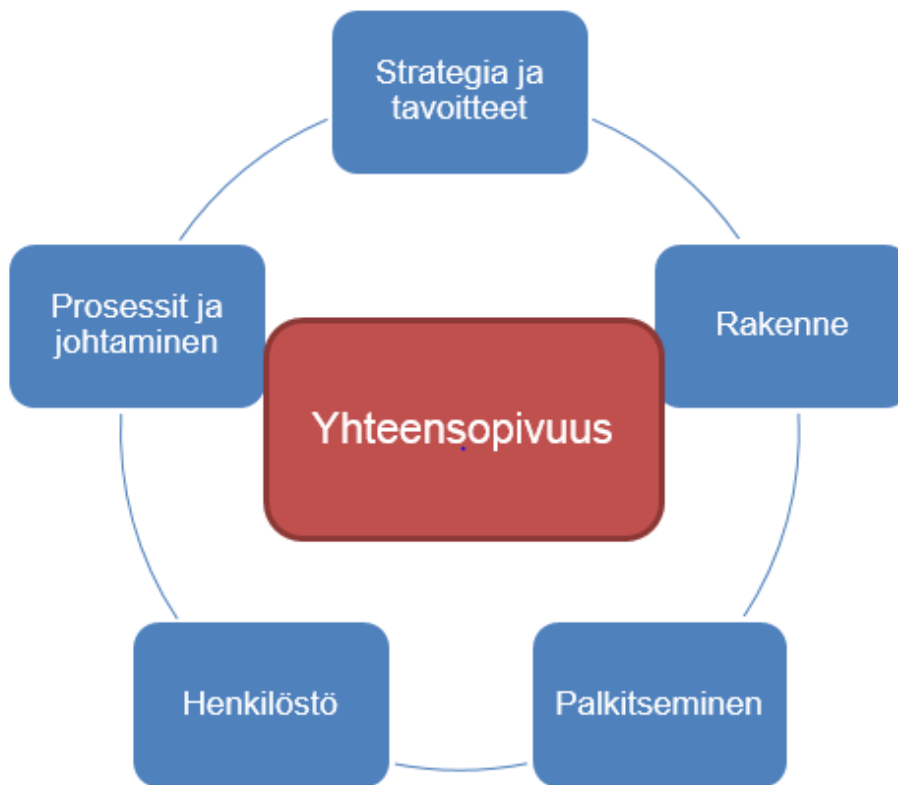 Strategia ja
tavoitteet
Prosessit ja
johtaminen
Rakenne
Yhteensopivuus
Henkilöstö
Palkitseminen